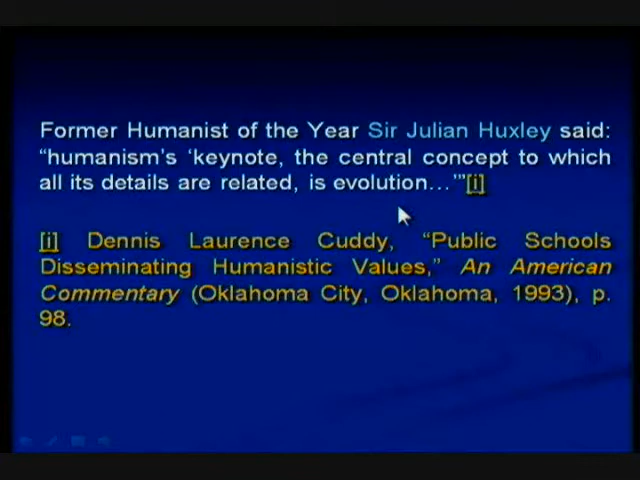 Former Humanist of the Year Sir Julian Huxley said:
“humanism’s ‘keynote, the central concept to which
all its details are related, is evolution…’”[i]
[i] Dennis Laurence Cuddy, “Public Schools
Disseminating Humanistic Values,” An American
Commentary (Oklahoma City, Oklahoma, 1993), p.
98.